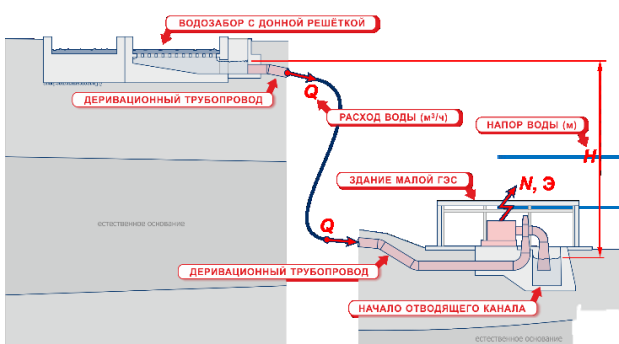 ВОДОЗАБОР С ДОННОЙ РЕШЁТКОЙ
ДЕРИВАЦИОННЫЙ ТРУБОПРОВОД
Q
РАСХОД ВОДЫ (м³/ч)
НАПОР ВОДЫ (м)
H
ЗДАНИЕ МАЛОЙ ГЭС
N, Э
естественное основание
Q
ДЕРИВАЦИОННЫЙ ТРУБОПРОВОД
НАЧАЛО ОТВОДЯЩЕГО КАНАЛА
естественное основание